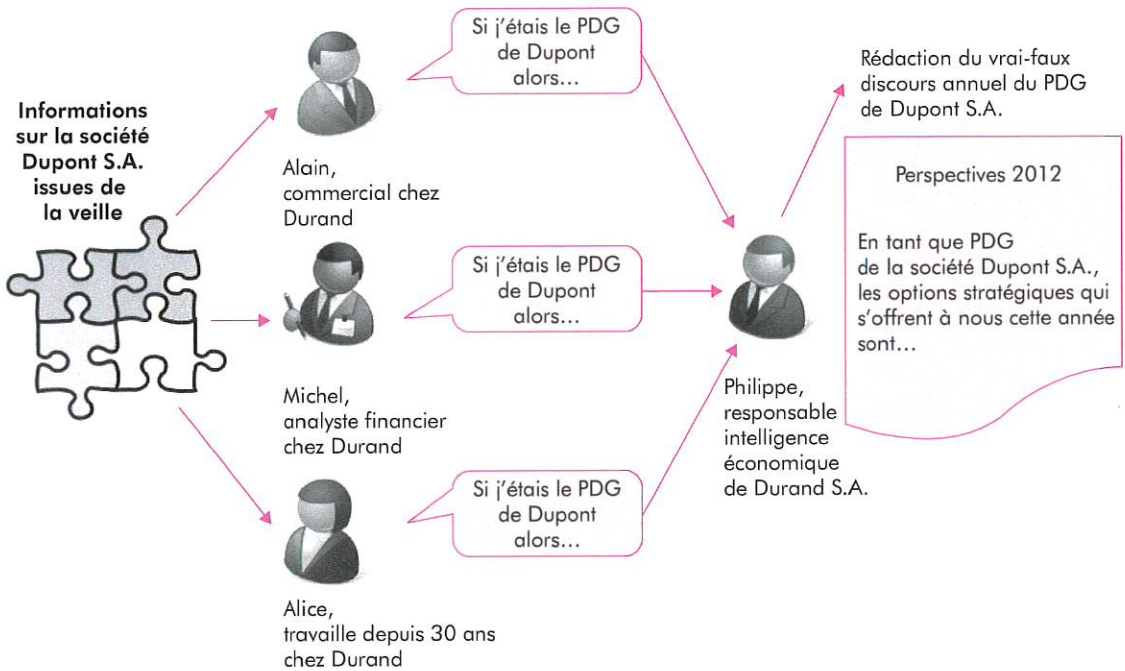 Informations
sur la société
Dupont S.A.
issues de
la veille
Alain,
commercial chez
Durand
Si j'étais le PDG
de Dupont
alors…
Michel,
analyste financier
chez Durand
Si j'étais le PDG
de Dupont
alors…
Alice,
travaille depuis 30 ans
chez Durand
Si j'étais le PDG
de Dupont
alors…
Philippe,
responsable
intelligence
économique
de Durand S.A.
Rédaction du vrai-faux
discours annuel du PDG
de Dupont S.A.
Perspectives 2012
En tant que PDG
de la société Dupont S.A.,
les options stratégiques qui
s'offrent à nous cette année
sont…